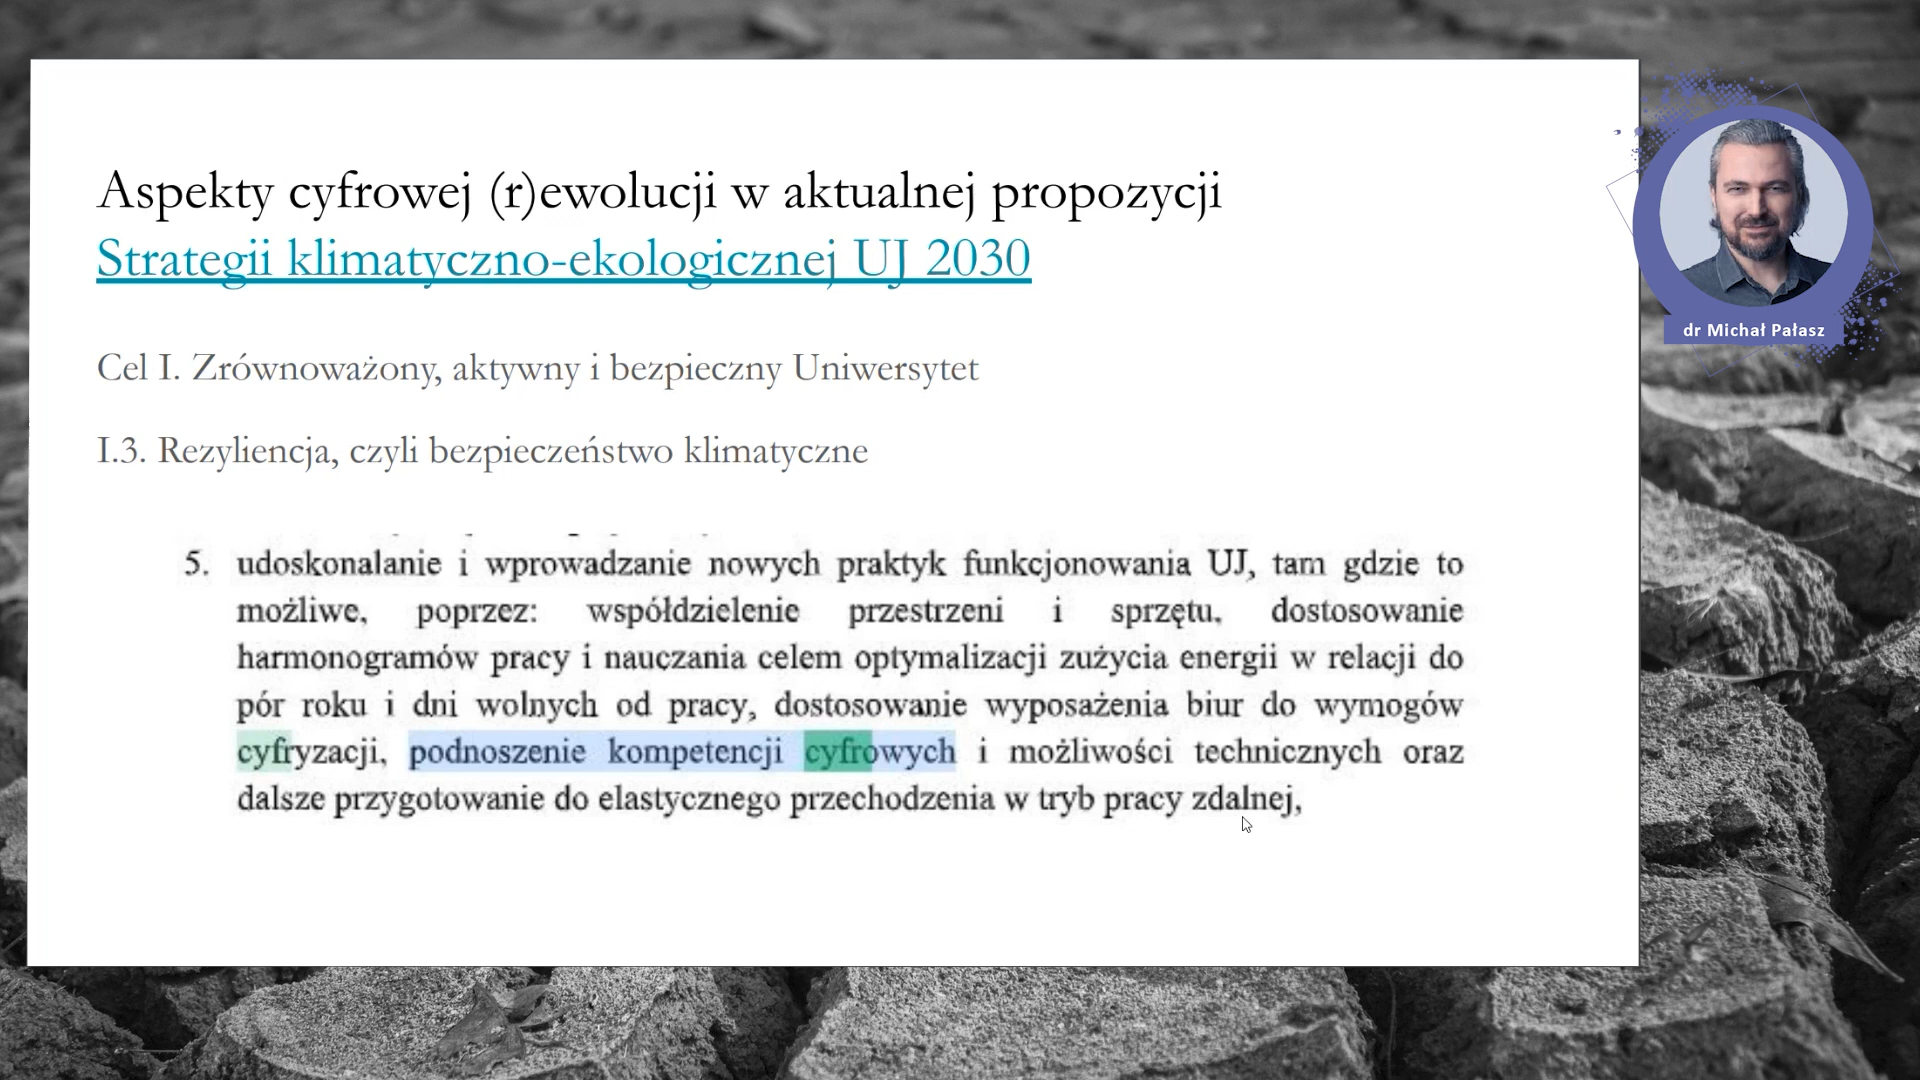 Aspekty cyfrowej (r)ewolucji w aktualnej propozycji
Strategii klimatyczno-ekologicznej UJ 2030
dr Michał Pałasz
Cel I. Zrównoważony, aktywny i bezpieczny Uniwersytet
I.3. Rezyliencja, czyli bezpieczeństwo klimatyczne
5. udoskonalanie i wprowadzanie nowych praktyk funkcjonowania UJ, tam gdzie to
możliwe, poprzez: współdzielenie przestrzeni i sprzętu, dostosowanie
harmonogramów pracy i nauczania celem optymalizacji zużycia energii w relacji do
pór roku i dni wolnych od pracy, dostosowanie wyposażenia biur do wymogów
cyfryzacji, podnoszenie kompetencji cyfrowych i możliwości technicznych oraz
dalsze przygotowanie do elastycznego przechodzenia w tryb pracy zdalnej,